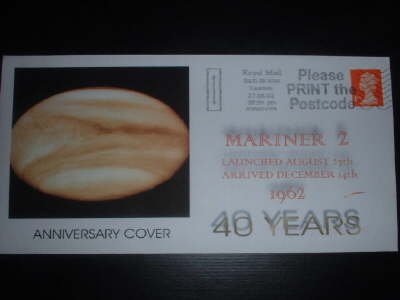 Royal Mail
Please
PRINT the
Postcode
MARINER 2
LAUNCHED AUGUST 27th
ARRIVED DECEMBER 14th
1962
40 YEARS
ANNIVERSARY COVER